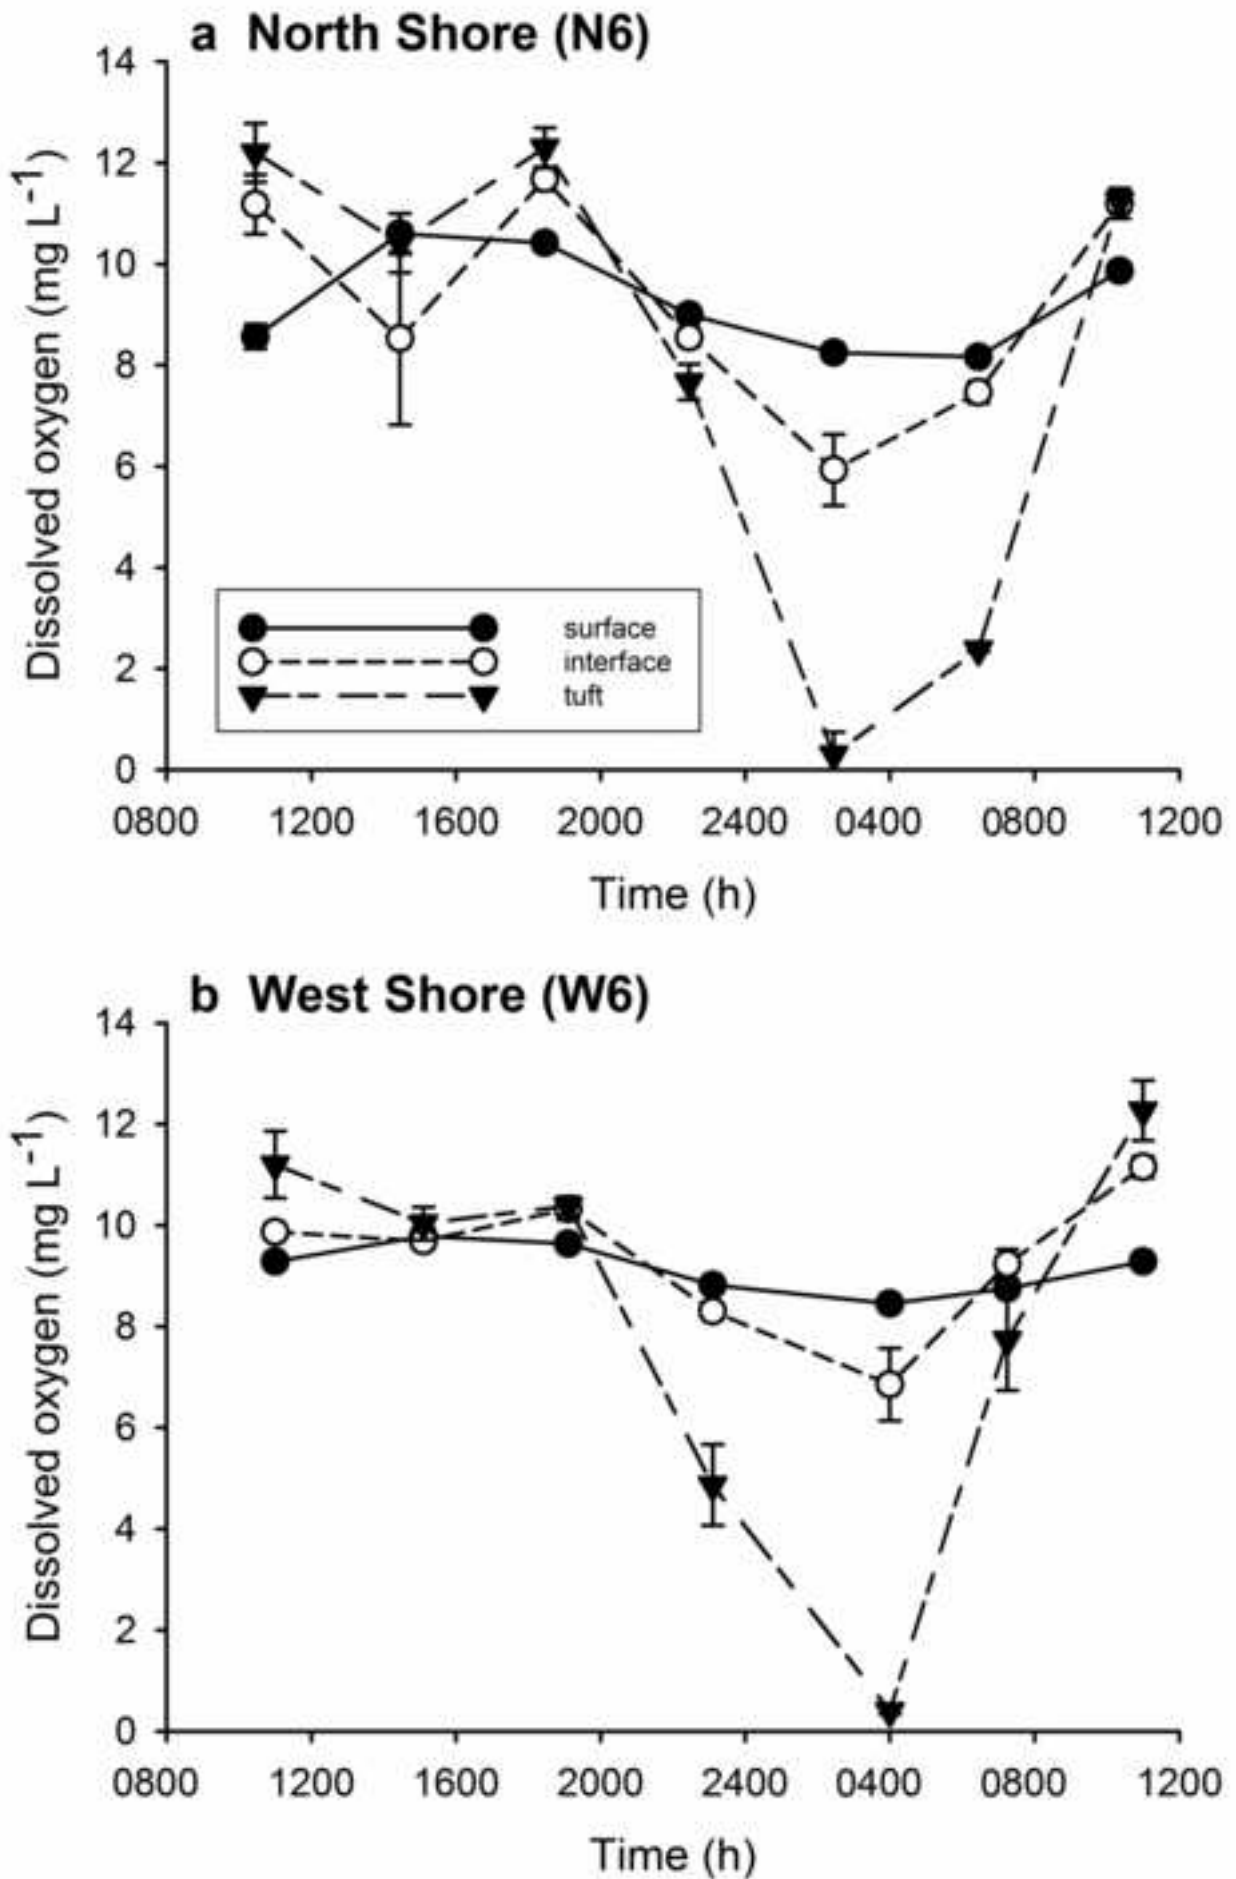 a North Shore (N6)
14
12
10
8
6
4
2
0
Dissolved oxygen (mg L-1)
surface
interface
tuft
0800 1200 1600 2000 2400 0400 0800 1200
Time (h)
b West Shore (W6)
14
12
10
8
6
4
2
0
Dissolved oxygen (mg L-1)
0800 1200 1600 2000 2400 0400 0800 1200
Time (h)